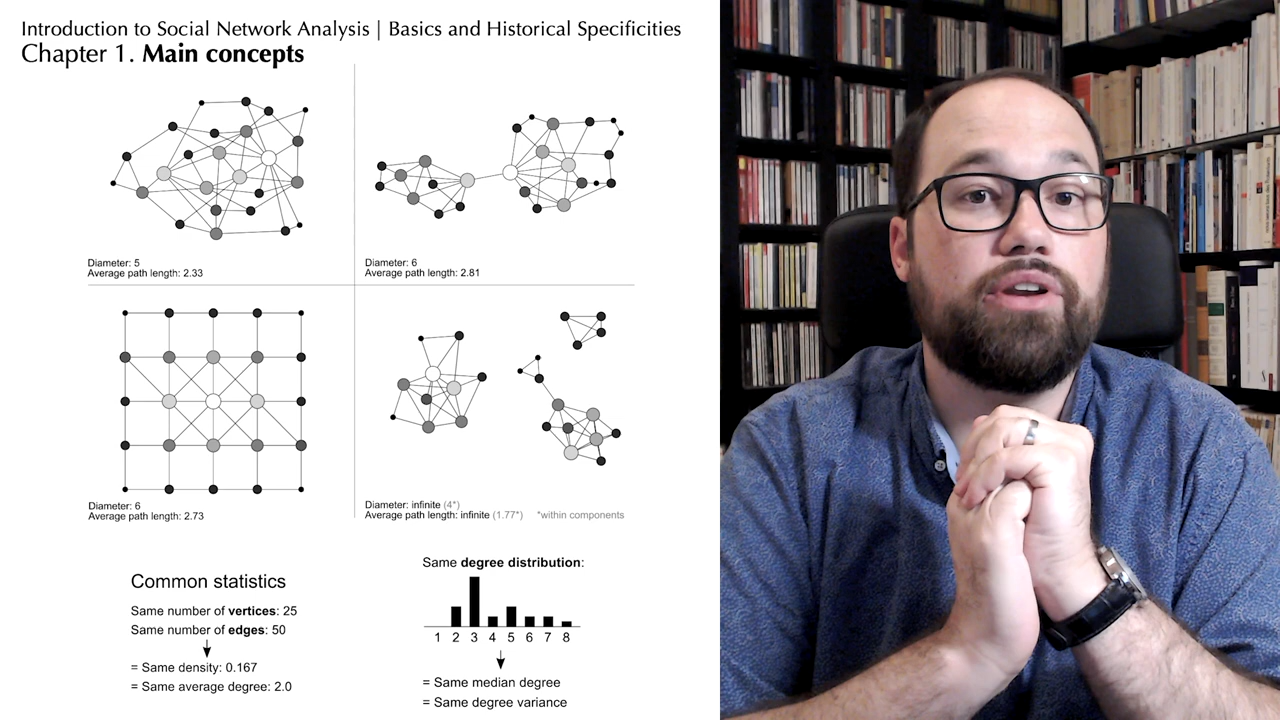 Introduction to Social Network Analysis | Basics and Historical Specificities
Chapter 1. Main concepts
Diameter: 5
Average path length: 2.33
Diameter: 6
Average path length: 2.81
Diameter: 6
Average path length: 2.73
Diameter: infinite (4*)
Average path length: infinite (1.77*) *within components
Common statistics
Same number of vertices: 25
Same number of edges: 50
= Same density: 0.167
= Same average degree: 2.0
Same degree distribution:
1 2 3 4 5 6 7 8
= Same median degree
= Same degree variance